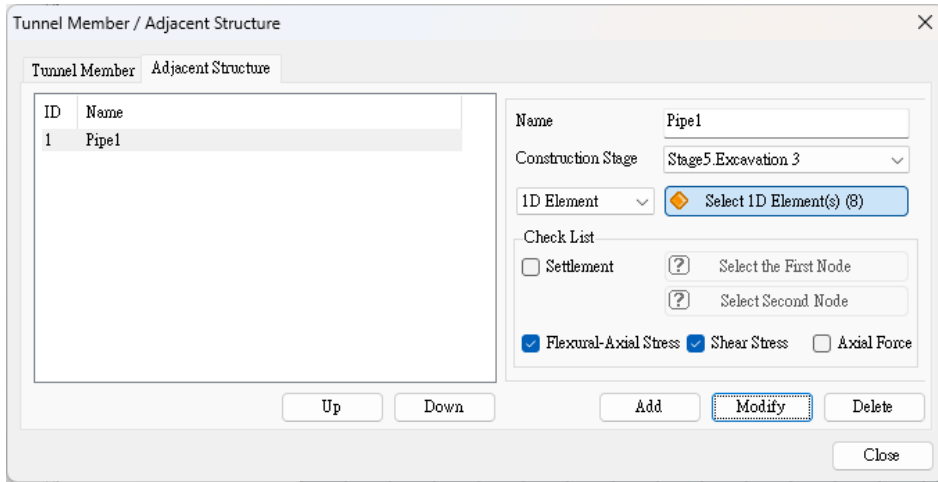 Tunnel Member / Adjacent Structure
Tunnel Member Adjacent Structure
ID Name
1 Pipe1
Name Pipe1
Construction Stage Stage5.Excavation 3
1D Element Select 1D Element(s) (8)
Check List
Settlement ? Select the First Node
? Select Second Node
Flexural-Axial Stress Shear Stress Axial Force
Up Down Add Modify Delete
Close